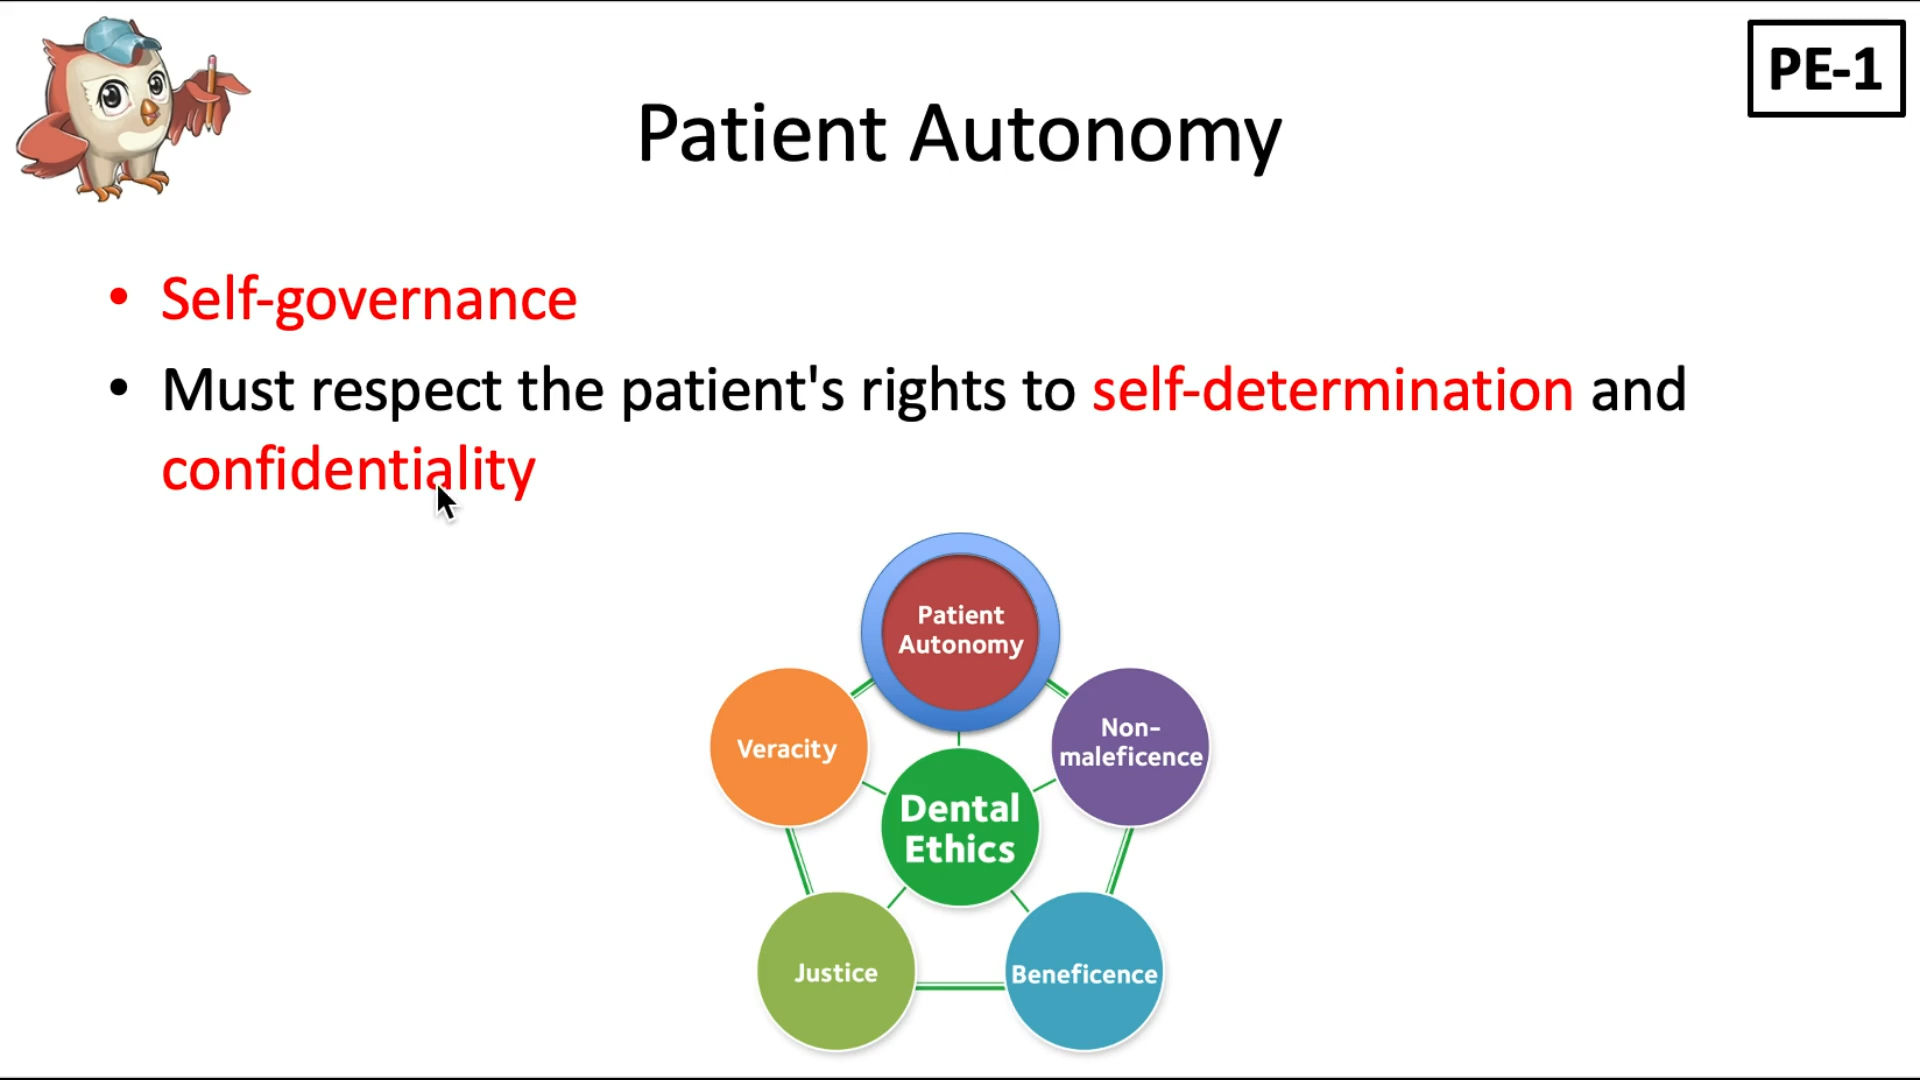 PE-1
Patient Autonomy
• Self-governance
• Must respect the patient's rights to self-determination and
confidentiality
Patient
Autonomy
Veracity
Non-
maleficence
Dental
Ethics
Justice
Beneficence